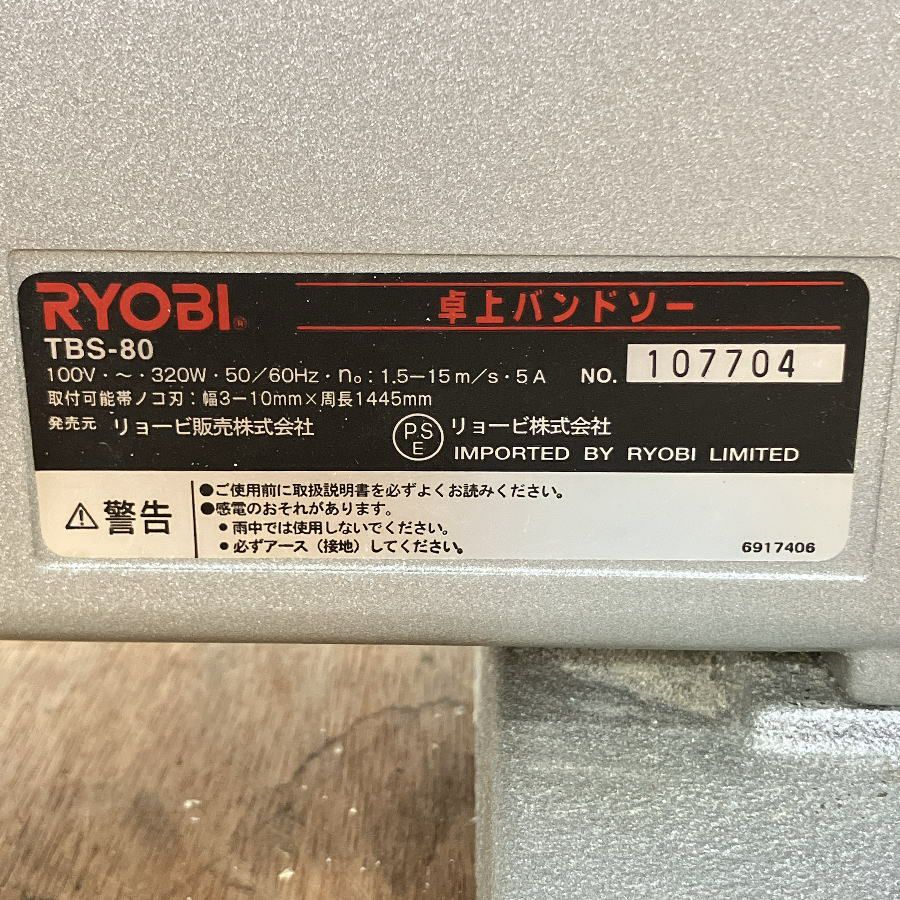 RYOBI®
卓上バンドソー
TBS-80
100V・～・320W・50／60Hz・n₀：1.5－15m／s・5A
NO. 107704
取付可能帯ノコ刃：幅3－10mm×周長1445mm
発売元 リョービ販売株式会社
PSE
リョービ株式会社
IMPORTED BY RYOBI LIMITED
⚠警告
●ご使用前に取扱説明書を必ずよくお読みください。
●感電のおそれがあります。
●雨中では使用しないでください。
●必ずアース（接地）してください。
6917406